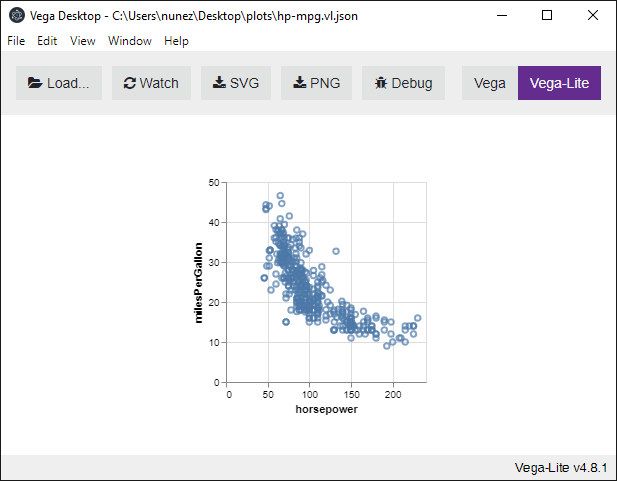 Vega Desktop - C:\Users\nunez\Desktop\plots\hp-mpg.vl.json
File Edit View Window Help
Load... Watch SVG PNG Debug Vega Vega-Lite
50
40
30
20
10
0
milesPerGallon
0 50 100 150 200
horsepower
Vega-Lite v4.8.1